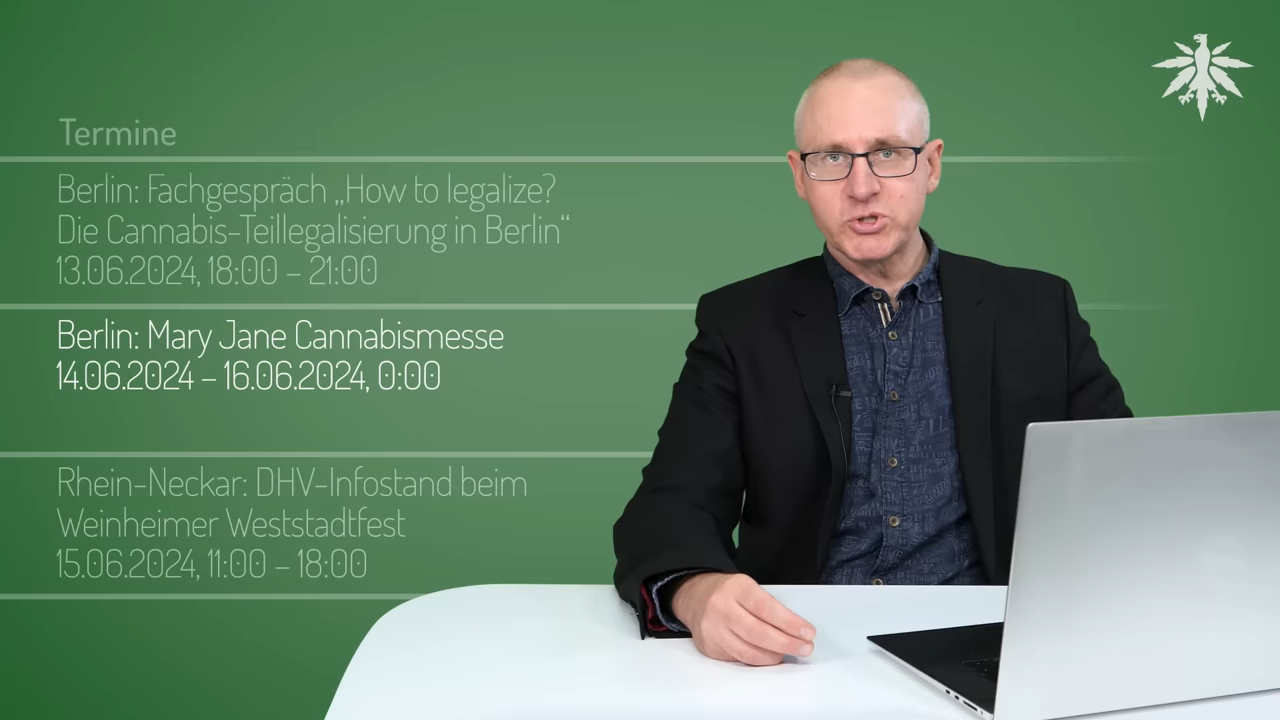 Termine
Berlin: Fachgespräch „How to legalize?
Die Cannabis-Teillegalisierung in Berlin“
13.06.2024, 18:00 – 21:00
Berlin: Mary Jane Cannabismesse
14.06.2024 – 16.06.2024, 0:00
Rhein-Neckar: DHV-Infostand beim
Weinheimer Weststadtfest
15.06.2024, 11:00 – 18:00